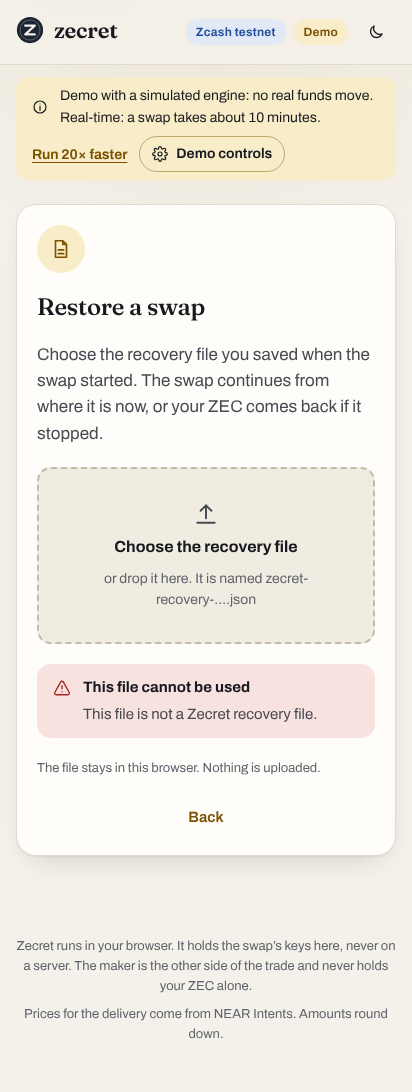 zecret
Zcash testnet
Demo
Demo with a simulated engine: no real funds move.
Real-time: a swap takes about 10 minutes.
Run 20× faster
Demo controls
Restore a swap
Choose the recovery file you saved when the
swap started. The swap continues from
where it is now, or your ZEC comes back if it
stopped.
Choose the recovery file
or drop it here. It is named zecret-
recovery-….json
This file cannot be used
This file is not a Zecret recovery file.
The file stays in this browser. Nothing is uploaded.
Back
Zecret runs in your browser. It holds the swap’s keys here, never on
a server. The maker is the other side of the trade and never holds
your ZEC alone.
Prices for the delivery come from NEAR Intents. Amounts round
down.